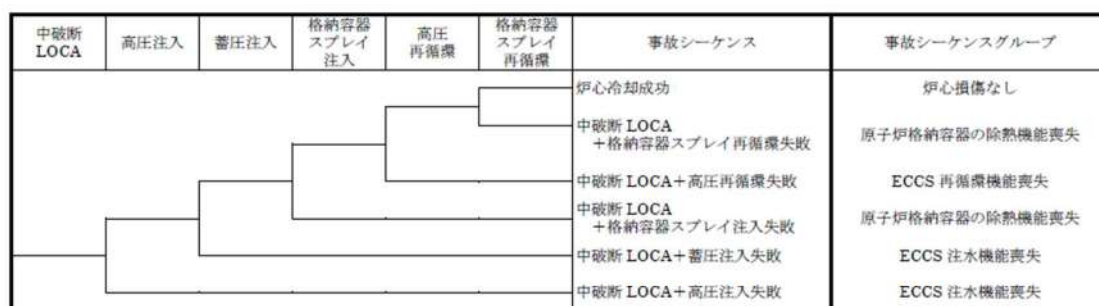 中破断
LOCA
高圧注入
蓄圧注入
格納容器
スプレイ
注入
高圧
再循環
格納容器
スプレイ
再循環
事故シーケンス
事故シーケンスグループ
炉心冷却成功
炉心損傷なし
中破断 LOCA
＋格納容器スプレイ再循環失敗
原子炉格納容器の除熱機能喪失
中破断 LOCA＋高圧再循環失敗
ECCS 再循環機能喪失
中破断 LOCA
＋格納容器スプレイ注入失敗
原子炉格納容器の除熱機能喪失
中破断 LOCA＋蓄圧注入失敗
ECCS 注水機能喪失
中破断 LOCA＋高圧注入失敗
ECCS 注水機能喪失